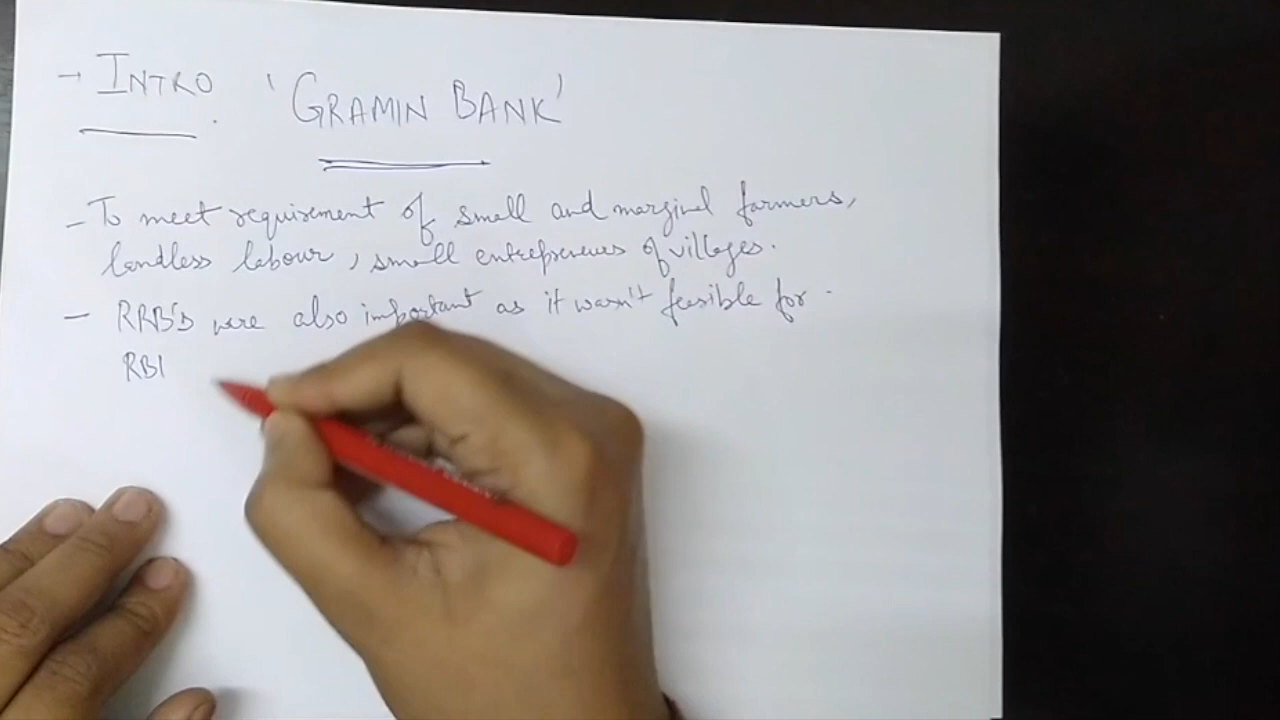 → INTRO. 'GRAMIN BANK'
- To meet requirement of small and marginal farmers,
landless labour, small entrepreneurs of villages.
- RRB'S were also important as it wasn't feasible for
RBI